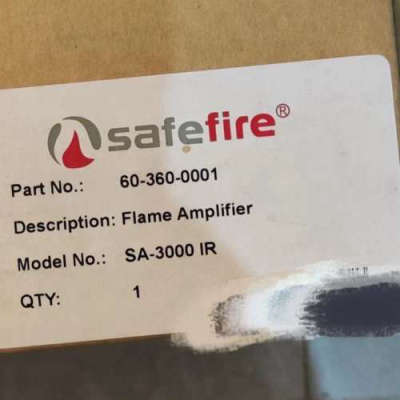 safefire®
Part No.: 60-360-0001
Description: Flame Amplifier
Model No.: SA-3000 IR
QTY: 1